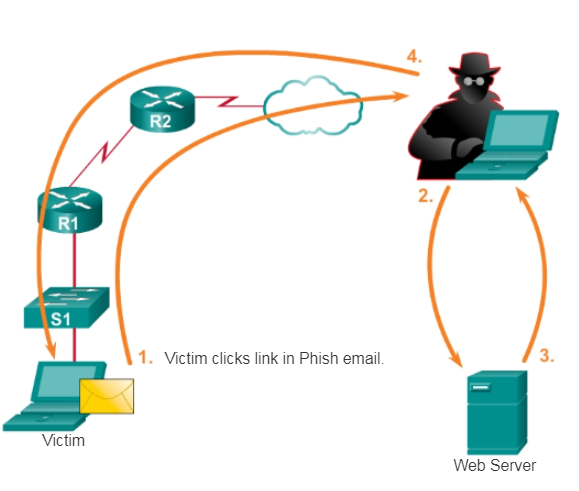 4.
R2
2.
R1
S1
1. Victim clicks link in Phish email.
3.
Victim
Web Server